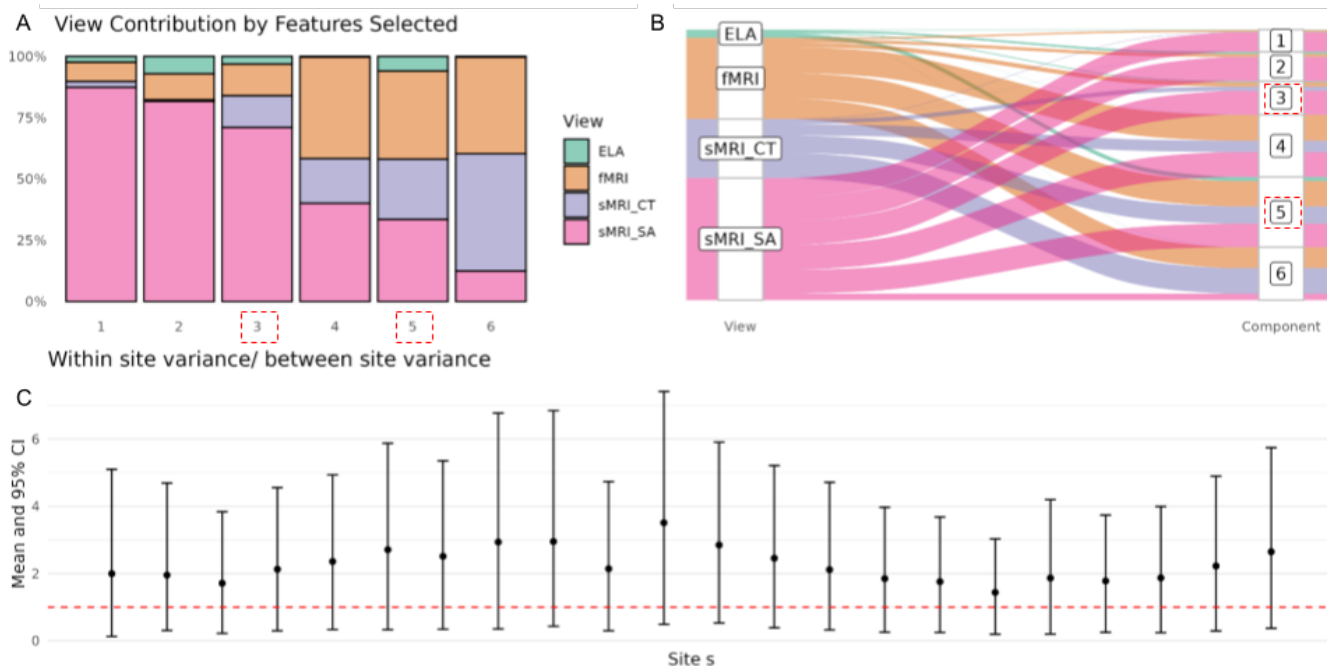 A
View Contribution by Features Selected
100%
75%
50%
25%
0%
1 2 3 4 5 6
View
ELA
fMRI
sMRI_CT
sMRI_SA
B
ELA
fMRI
sMRI_CT
sMRI_SA
1
2
3
4
5
6
View
Component
Within site variance/ between site variance
C
Mean and 95% CI
6
4
2
0
Site s